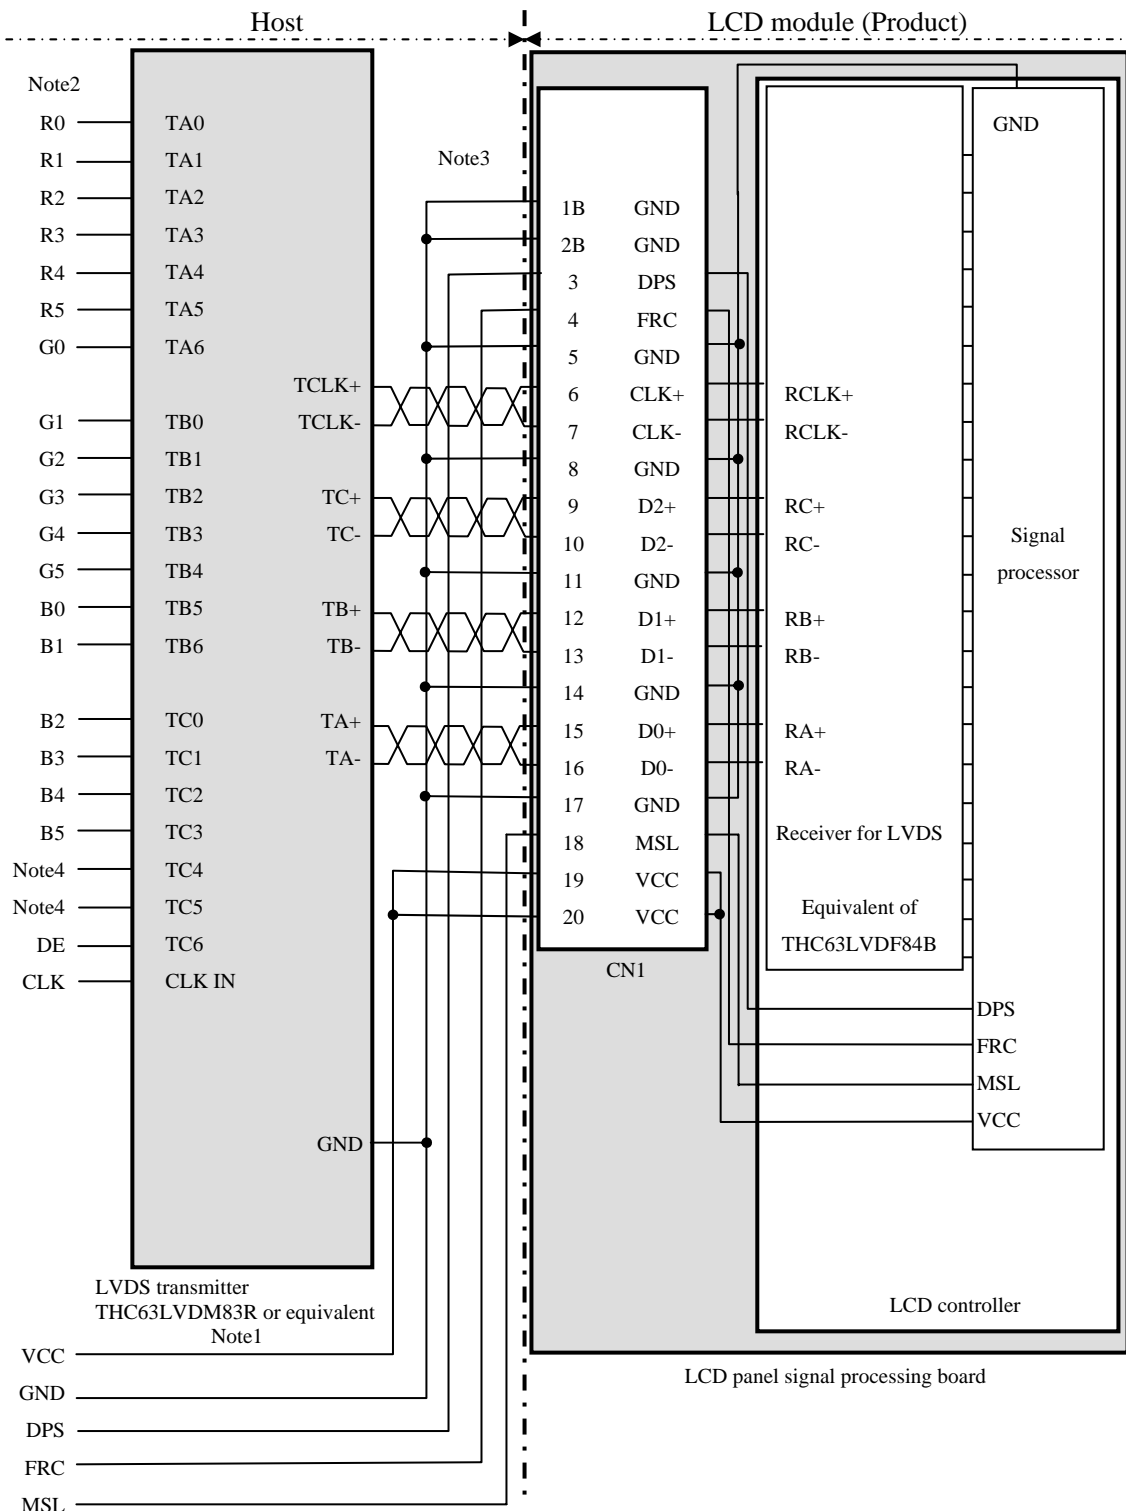 Host
LCD module (Product)
Note2
R0 TA0
R1 TA1
R2 TA2
R3 TA3
R4 TA4
R5 TA5
G0 TA6
TCLK+
G1 TB0 TCLK-
G2 TB1
G3 TB2 TC+
G4 TB3 TC-
G5 TB4
B0 TB5 TB+
B1 TB6 TB-
B2 TC0 TA+
B3 TC1 TA-
B4 TC2
B5 TC3
Note4 TC4
Note4 TC5
DE TC6
CLK CLK IN
GND
LVDS transmitter
THC63LVDM83R or equivalent
Note1
VCC
GND
DPS
FRC
MSL
Note3
1B GND
2B GND
3 DPS
4 FRC
5 GND
6 CLK+
7 CLK-
8 GND
9 D2+
10 D2-
11 GND
12 D1+
13 D1-
14 GND
15 D0+
16 D0-
17 GND
18 MSL
19 VCC
20 VCC
CN1
RCLK+
RCLK-
RC+
RC-
RB+
RB-
RA+
RA-
Receiver for LVDS
Equivalent of
THC63LVDF84B
GND
Signal
processor
DPS
FRC
MSL
VCC
LCD controller
LCD panel signal processing board